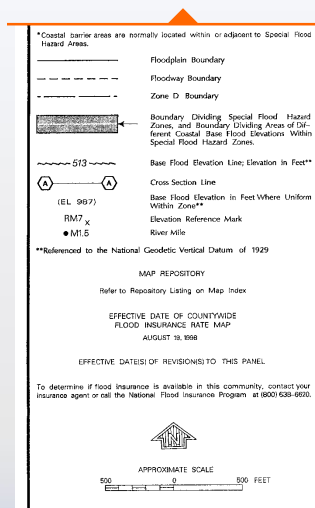 *Coastal barrier areas are normally located within or adjacent to Special Flood
Hazard Areas.
Floodplain Boundary
Floodway Boundary
Zone D Boundary
Boundary Dividing Special Flood Hazard
Zones, and Boundary Dividing Areas of Dif-
ferent Coastal Base Flood Elevations Within
Special Flood Hazard Zones.
513 Base Flood Elevation Line; Elevation in Feet**
A A Cross Section Line
(EL 987) Base Flood Elevation in Feet Where Uniform
Within Zone**
RM7 X Elevation Reference Mark
M1.5 River Mile
**Referenced to the National Geodetic Vertical Datum of 1929
MAP REPOSITORY
Refer to Repository Listing on Map Index
EFFECTIVE DATE OF COUNTYWIDE
FLOOD INSURANCE RATE MAP
AUGUST 19, 1998
EFFECTIVE DATE(S) OF REVISION(S) TO THIS PANEL
To determine if flood insurance is available in this community, contact your
insurance agent or call the National Flood Insurance Program at (800) 638-6620.
N
APPROXIMATE SCALE
500 0 500 FEET